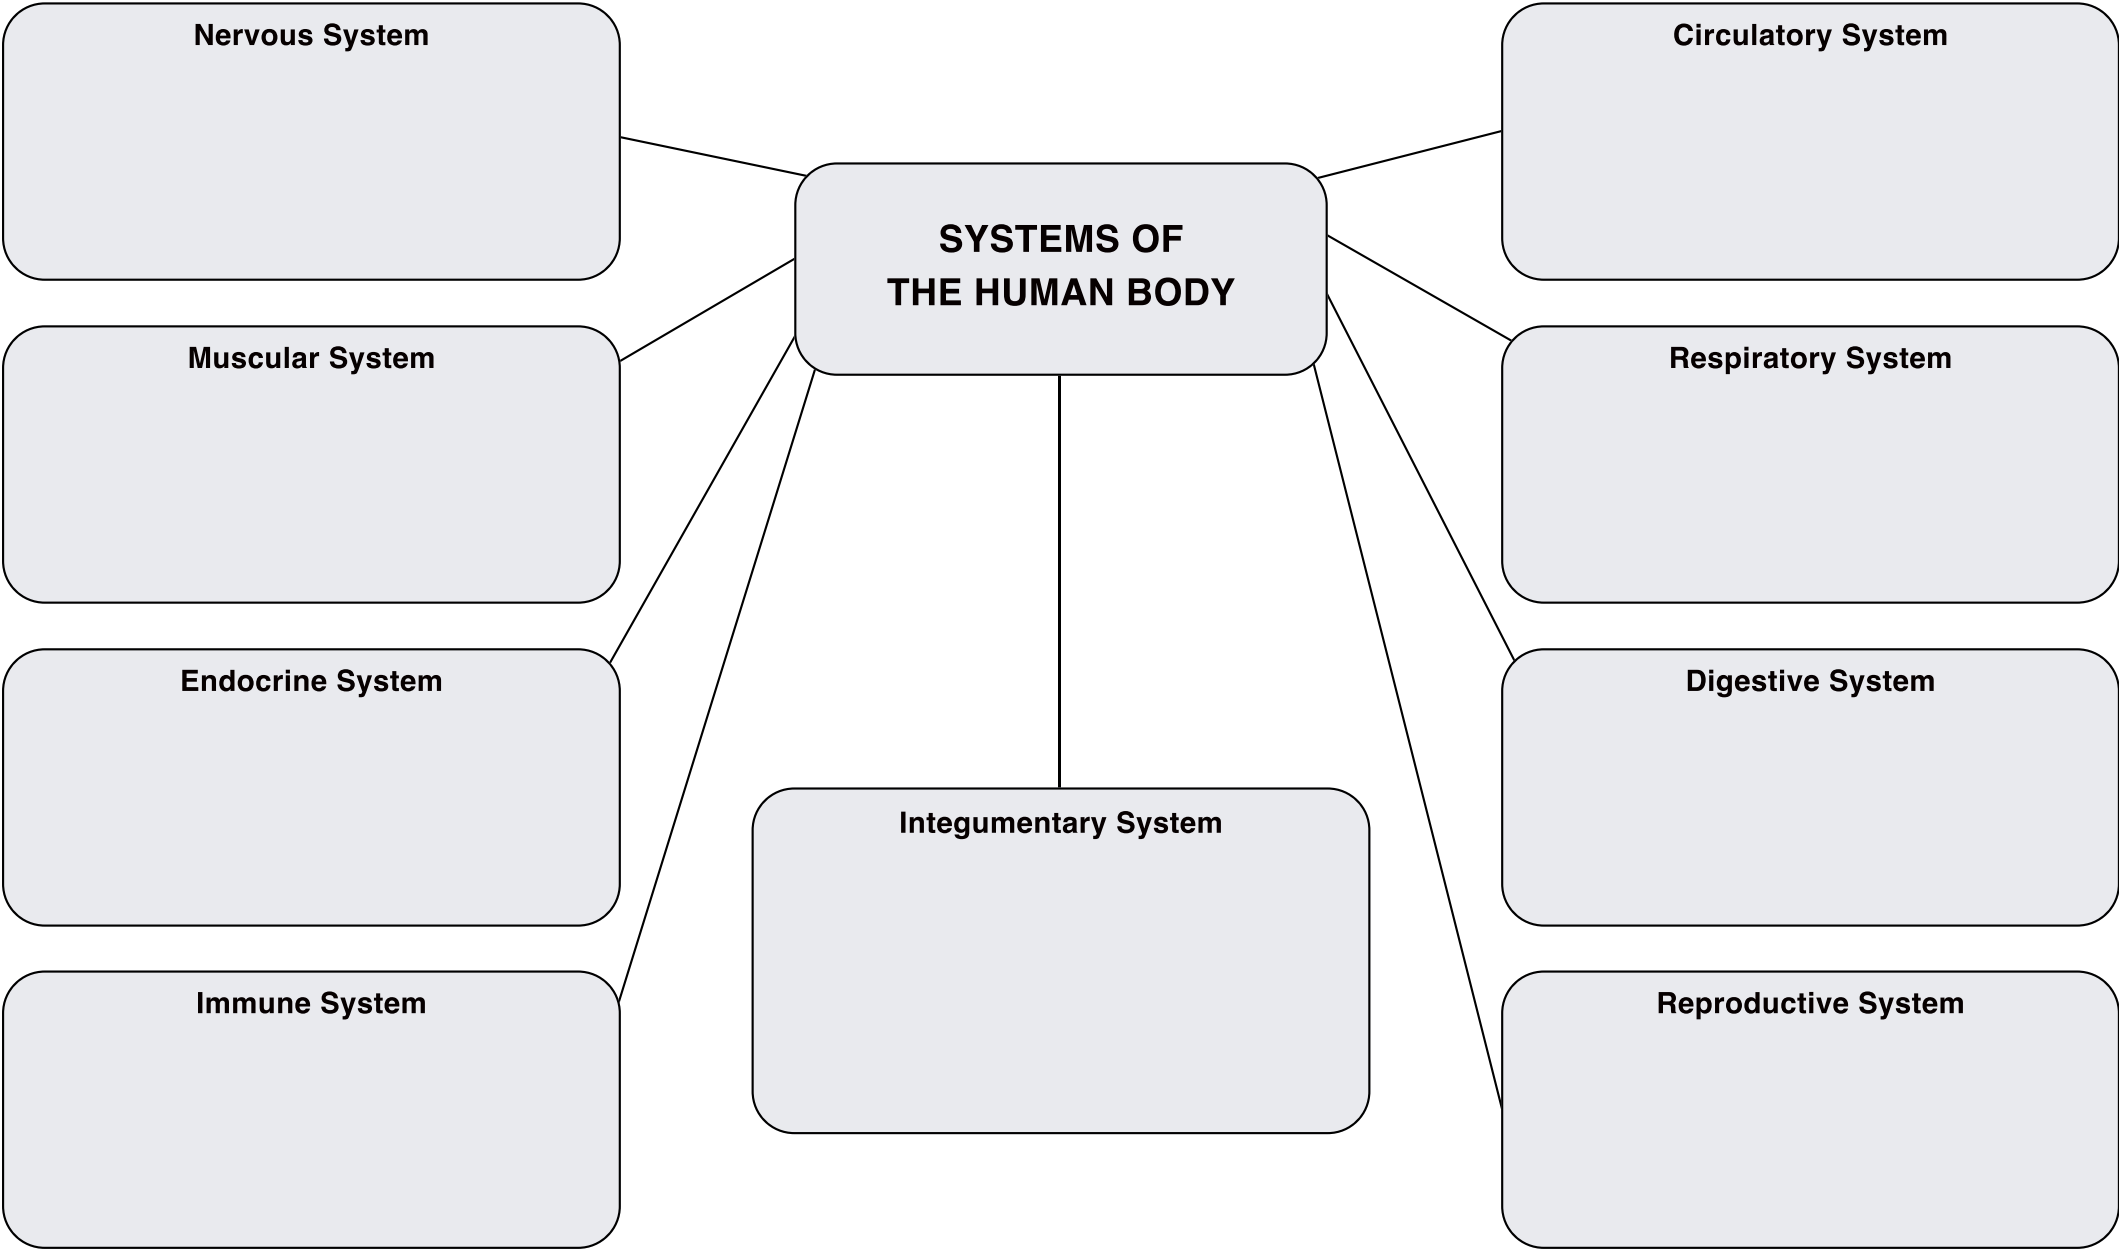 Nervous System
Circulatory System
SYSTEMS OF
THE HUMAN BODY
Muscular System
Respiratory System
Endocrine System
Digestive System
Integumentary System
Immune System
Reproductive System